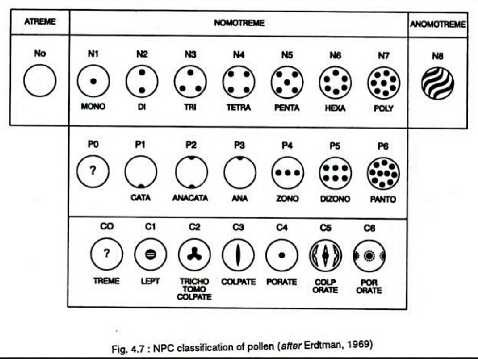 ATREME NOMOTREME ANOMOTREME
No N1 N2 N3 N4 N5 N6 N7 N8
MONO DI TRI TETRA PENTA HEXA POLY
P0 P1 P2 P3 P4 P5 P6
? CATA ANACATA ANA ZONO DIZONO PANTO
CO C1 C2 C3 C4 C5 C6
?
TREME LEPT TRICHO COLPATE PORATE COLP POR
TOMO ORATE ORATE
COLPATE
Fig. 4.7 : NPC classification of pollen (after Erdtman, 1969)